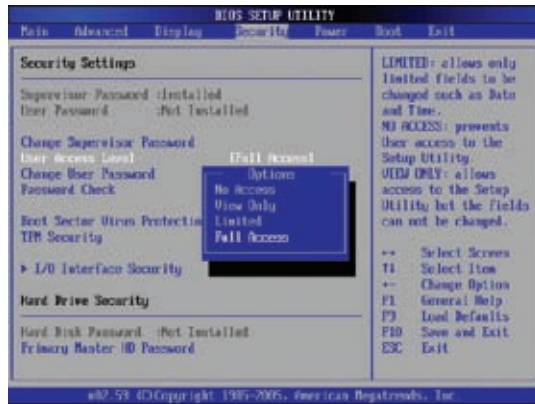 BIOS SETUP UTILITY
Main Advanced Display Security Power Boot Exit
Security Settings
Supervisor Password :Installed
User Password :Not Installed
Change Supervisor Password
User Access Level [Full Access]
Change User Password
Password Check
Boot Sector Virus Protectio
TPM Security
▶ I/O Interface Security
Hard Drive Security
Hard Disk Password :Not Installed
Primary Master HD Password
Options
No Access
View Only
Limited
Full Access
LIMITED: allows only
limited fields to be
changed such as Date
and Time.
NO ACCESS: prevents
User access to the
Setup Utility.
VIEW ONLY: allows
access to the Setup
Utility but the fields
can not be changed.
↔ Select Screen
↑↓ Select Item
+- Change Option
F1 General Help
F9 Load Defaults
F10 Save and Exit
ESC Exit
v02.59 (C)Copyright 1985-2005, American Megatrends, Inc.